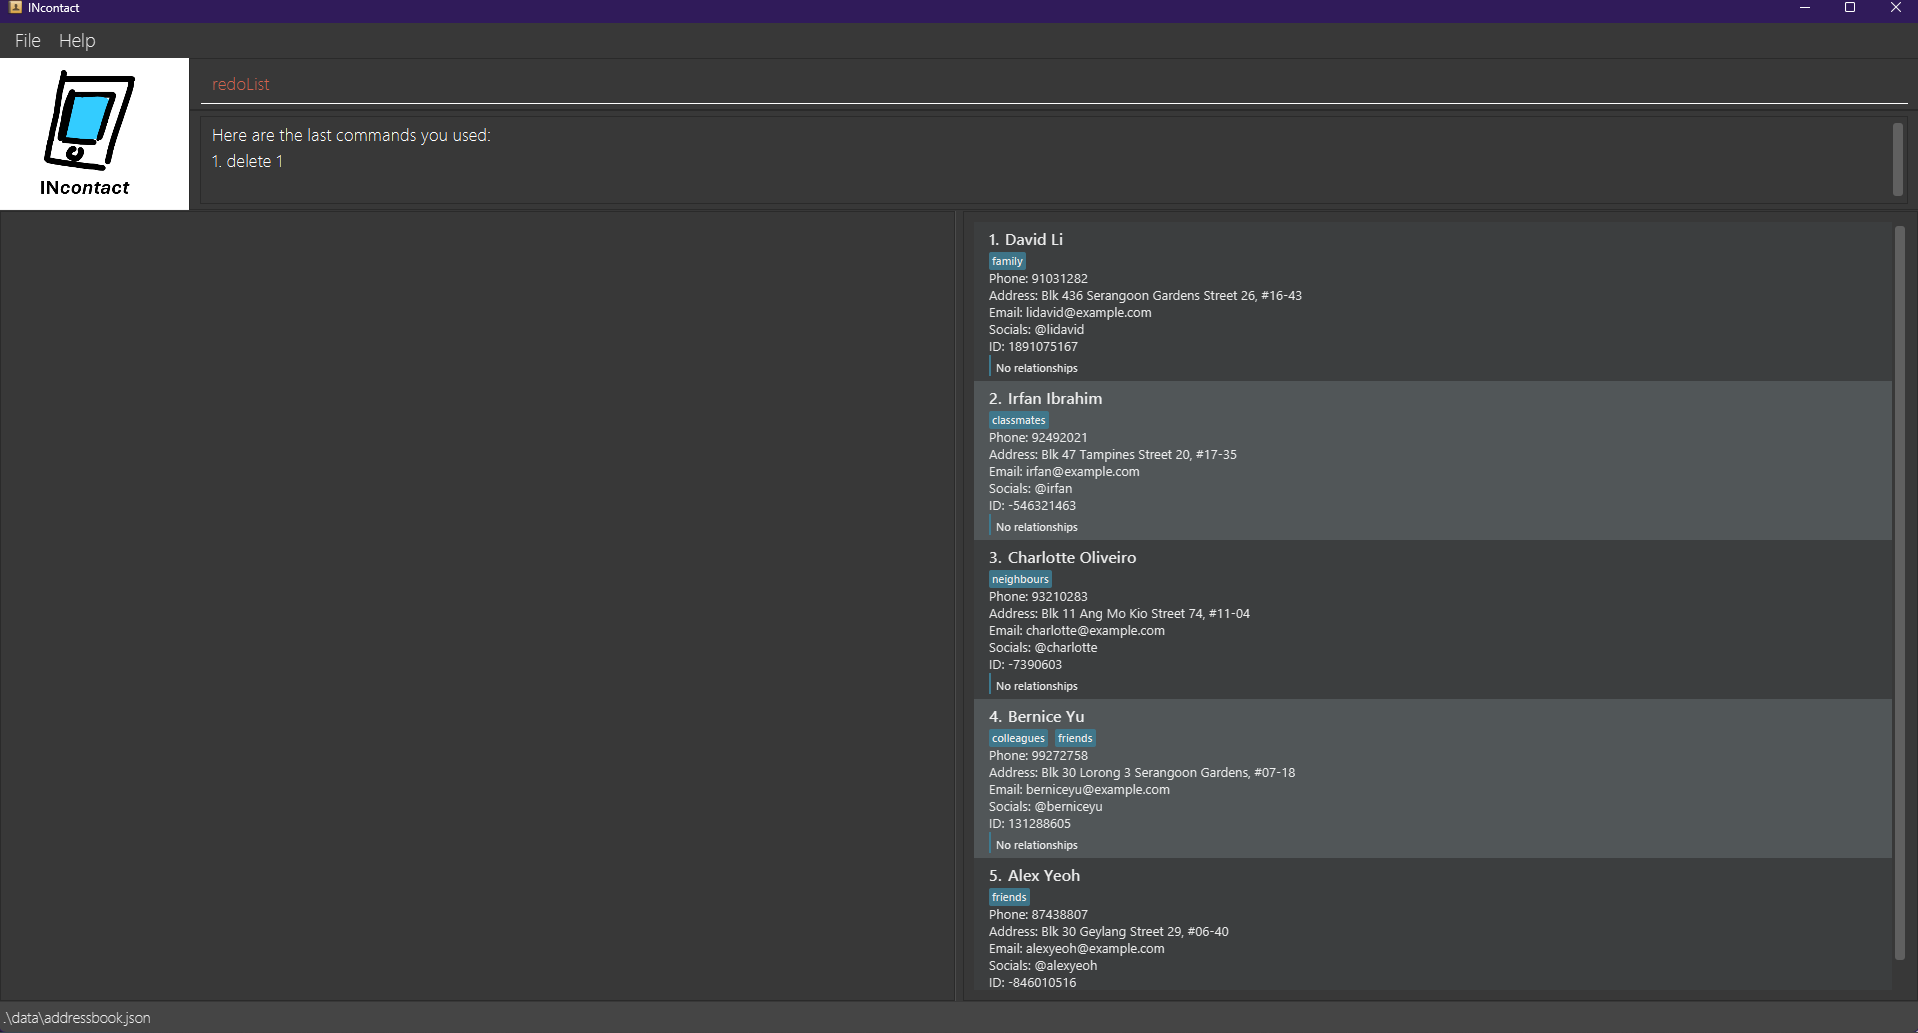 INcontact
File Help
INcontact
redoList
Here are the last commands you used:
1. delete 1
1. David Li
family
Phone: 91031282
Address: Blk 436 Serangoon Gardens Street 26, #16-43
Email: lidavid@example.com
Socials: @lidavid
ID: 1891075167
No relationships
2. Irfan Ibrahim
classmates
Phone: 92492021
Address: Blk 47 Tampines Street 20, #17-35
Email: irfan@example.com
Socials: @irfan
ID: -546321463
No relationships
3. Charlotte Oliveiro
neighbours
Phone: 93210283
Address: Blk 11 Ang Mo Kio Street 74, #11-04
Email: charlotte@example.com
Socials: @charlotte
ID: -7390603
No relationships
4. Bernice Yu
colleagues friends
Phone: 99272758
Address: Blk 30 Lorong 3 Serangoon Gardens, #07-18
Email: berniceyu@example.com
Socials: @berniceyu
ID: 131288605
No relationships
5. Alex Yeoh
friends
Phone: 87438807
Address: Blk 30 Geylang Street 29, #06-40
Email: alexyeoh@example.com
Socials: @alexyeoh
ID: -846010516
.\data\addressbook.json